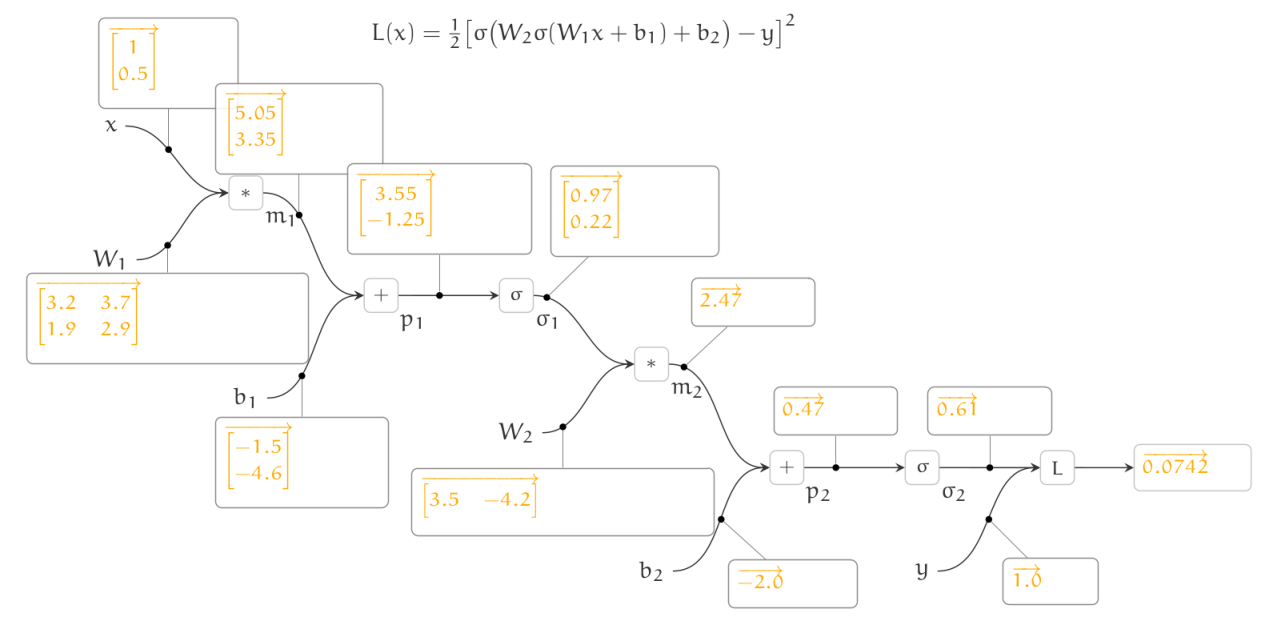 L(x) = ½[σ(W₂σ(W₁x + b₁) + b₂) − y]²
[1
0.5]
x
[5.05
3.35]
*
m₁
W₁
[3.2 3.7
1.9 2.9]
[3.55
−1.25]
[0.97
0.22]
+
p₁
σ
σ₁
b₁
[−1.5
−4.6]
2.47
*
m₂
W₂
[3.5 −4.2]
0.47
0.61
+
p₂
σ
σ₂
L
0.0742
b₂
−2.0
y
1.0